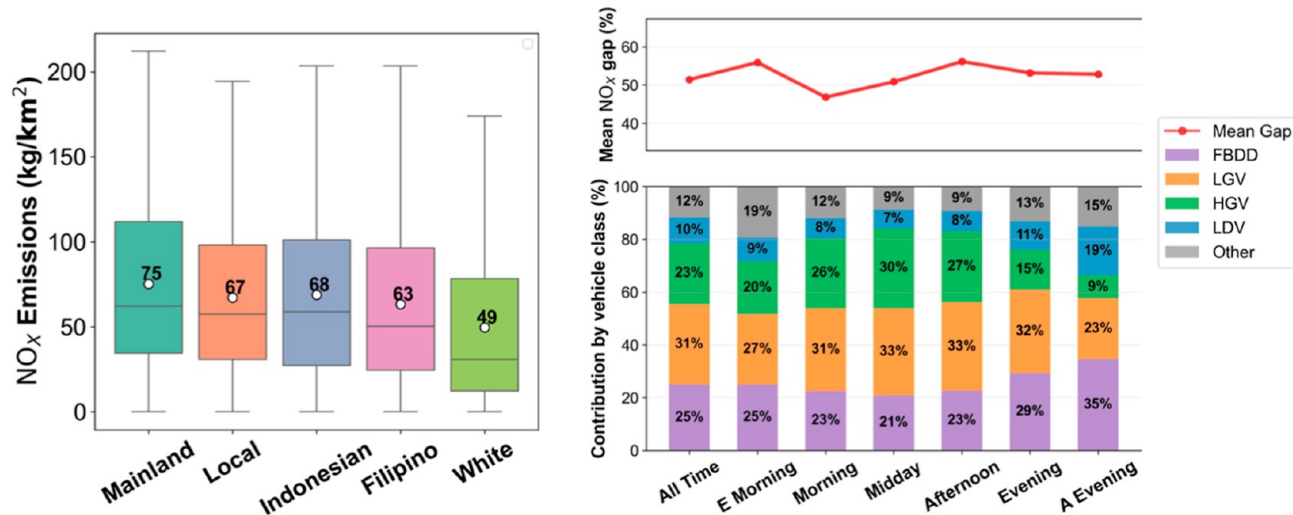 NOX Emissions (kg/km²)
200
150
100
50
0
75
67
68
63
49
Mainland
Local
Indonesian
Filipino
White
Mean NOX gap (%)
60
50
40
Mean Gap
FBDD
LGV
HGV
LDV
Other
Contribution by vehicle class (%)
100
80
60
40
20
0
12% 19% 12% 9% 9% 13% 15%
10% 9% 8% 7% 8% 11% 19%
23% 20% 26% 30% 27% 15% 9%
31% 27% 31% 33% 33% 32% 23%
25% 25% 23% 21% 23% 29% 35%
All Time
E Morning
Morning
Midday
Afternoon
Evening
A Evening